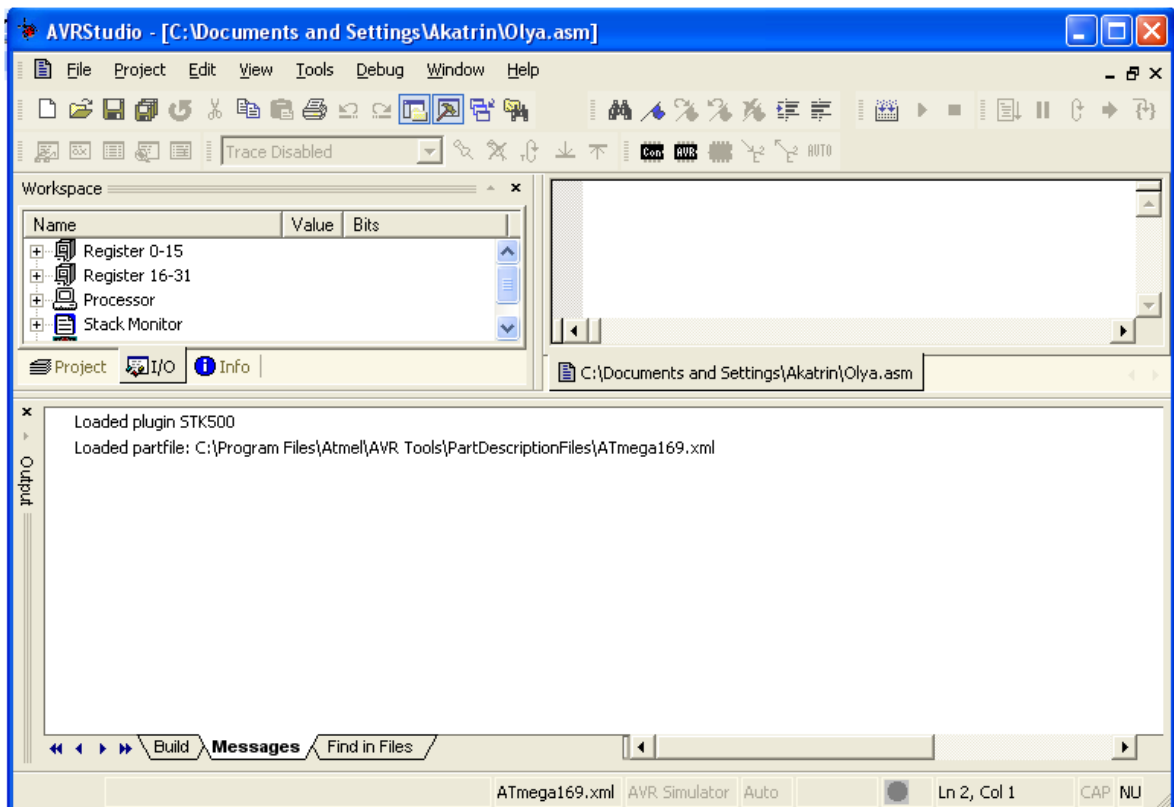 AVRStudio - [C:\Documents and Settings\Akatrin\Olya.asm]
File Project Edit View Tools Debug Window Help
Trace Disabled
Con AVR AUTO
Workspace
Name Value Bits
Register 0-15
Register 16-31
Processor
Stack Monitor
Project I/O Info
C:\Documents and Settings\Akatrin\Olya.asm
Output
Loaded plugin STK500
Loaded partfile: C:\Program Files\Atmel\AVR Tools\PartDescriptionFiles\ATmega169.xml
Build Messages Find in Files
ATmega169.xml AVR Simulator Auto Ln 2, Col 1 CAP NU